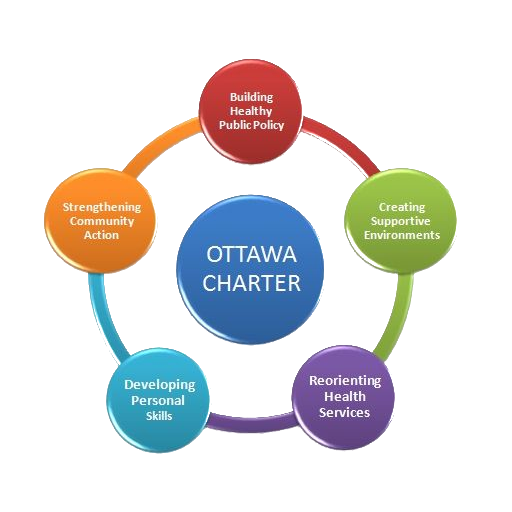 Building
Healthy
Public Policy
Creating
Supportive
Environments
Reorienting
Health
Services
Developing
Personal
Skills
Strengthening
Community
Action
OTTAWA
CHARTER